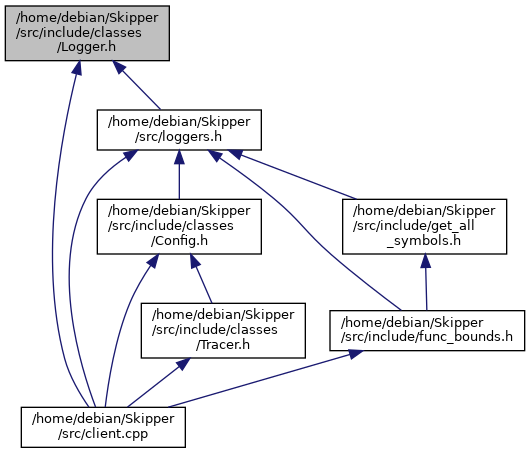 /home/debian/Skipper
/src/include/classes
/Logger.h
/home/debian/Skipper
/src/loggers.h
/home/debian/Skipper
/src/include/classes
/Config.h
/home/debian/Skipper
/src/include/get_all
_symbols.h
/home/debian/Skipper
/src/include/classes
/Tracer.h
/home/debian/Skipper
/src/include/func_bounds.h
/home/debian/Skipper
/src/client.cpp